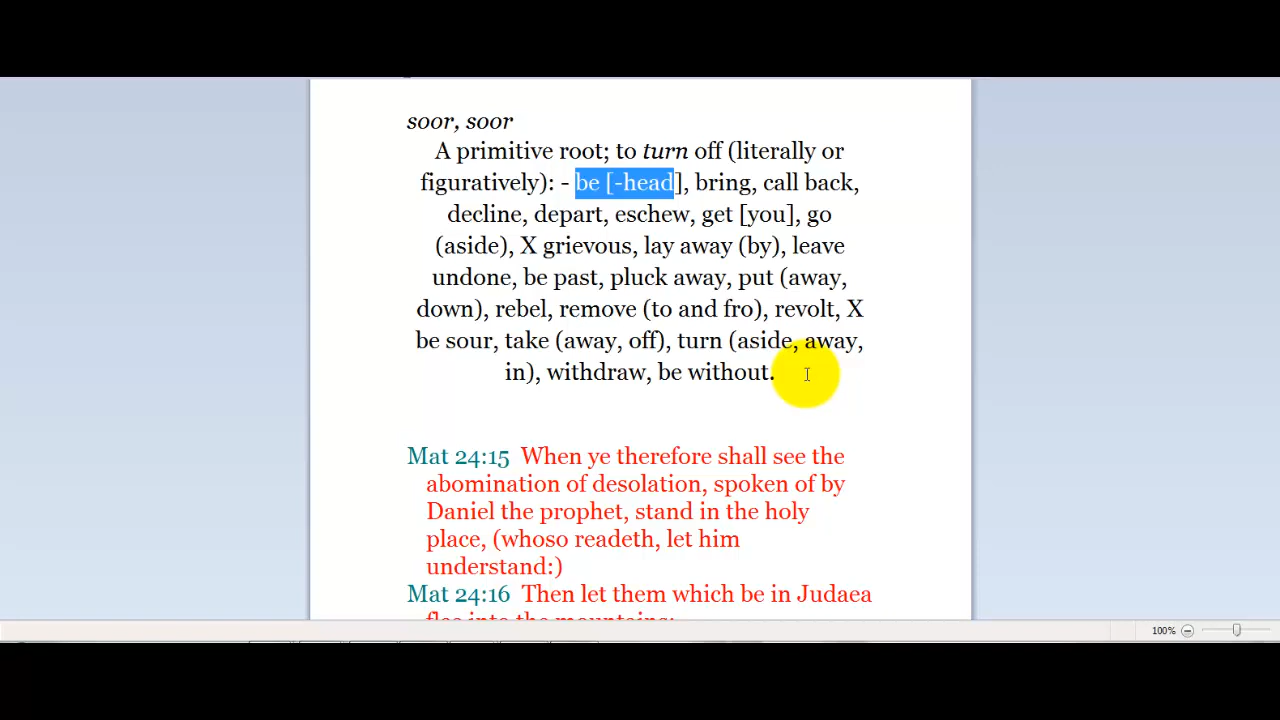 soor, soor
A primitive root; to turn off (literally or
figuratively): - be [-head], bring, call back,
decline, depart, eschew, get [you], go
(aside), X grievous, lay away (by), leave
undone, be past, pluck away, put (away,
down), rebel, remove (to and fro), revolt, X
be sour, take (away, off), turn (aside, away,
in), withdraw, be without.
Mat 24:15 When ye therefore shall see the
abomination of desolation, spoken of by
Daniel the prophet, stand in the holy
place, (whoso readeth, let him
understand:)
Mat 24:16 Then let them which be in Judaea
flee into the mountains:
100%